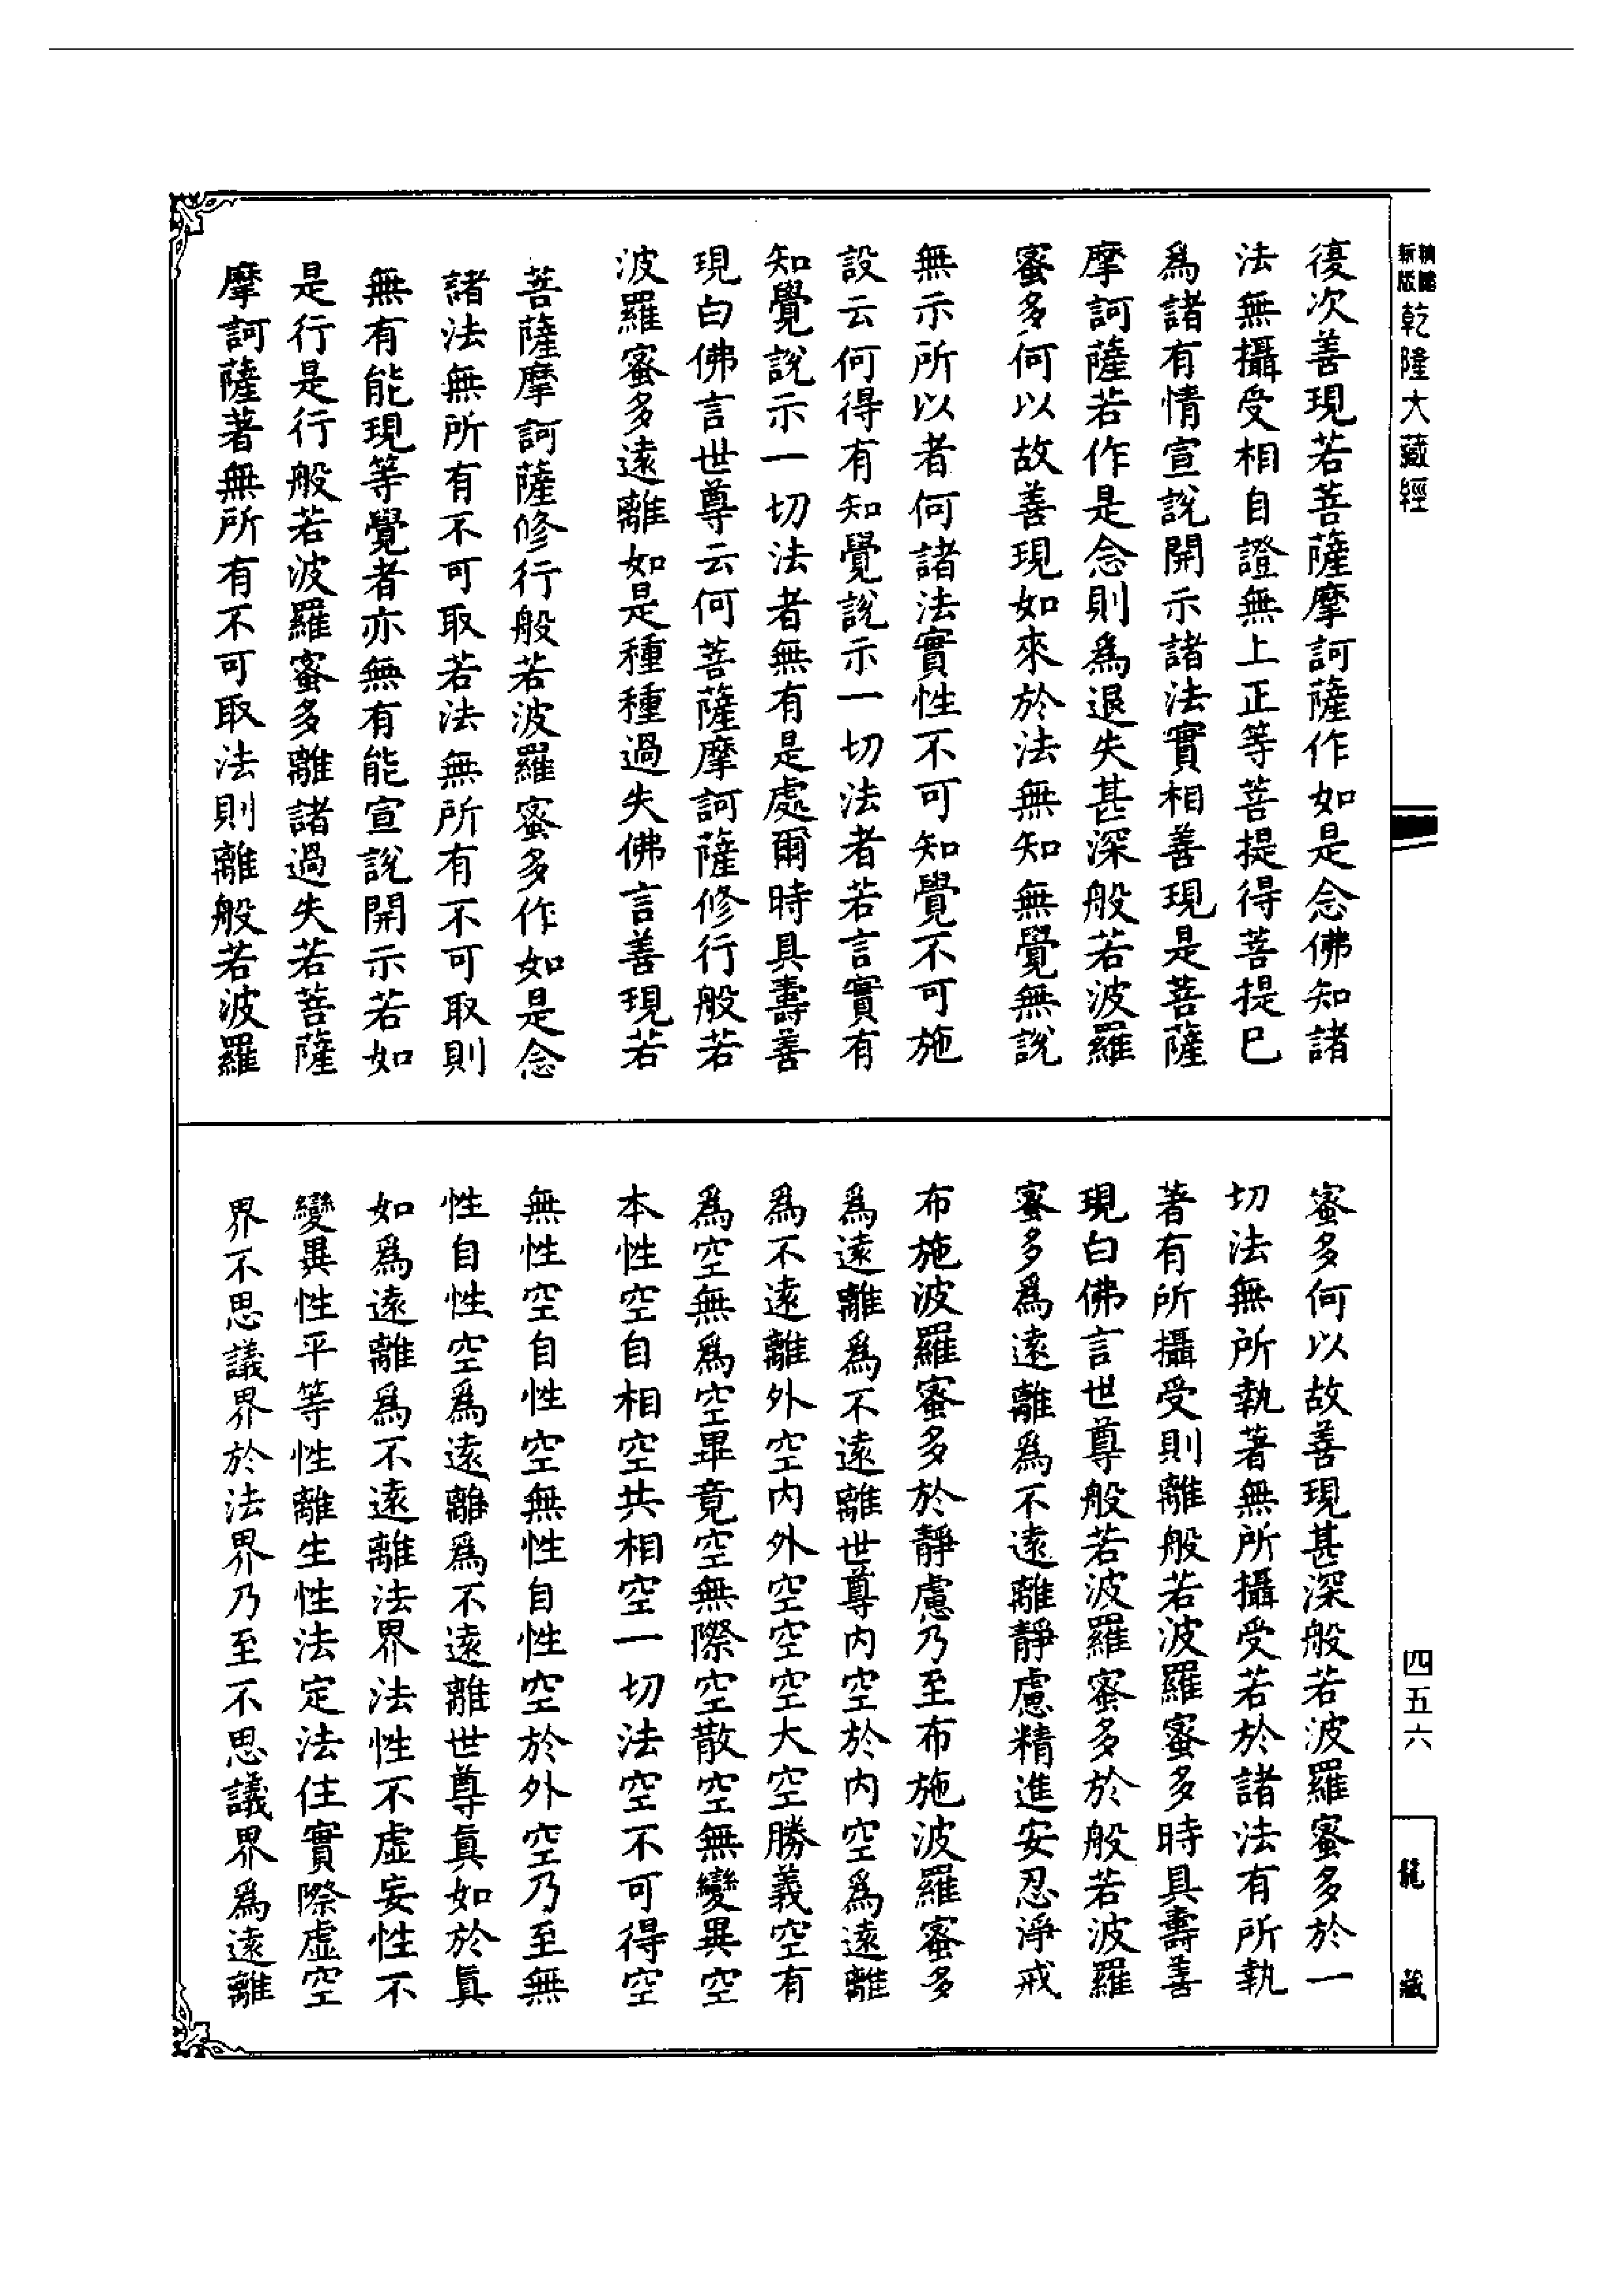 復次善現若菩薩摩訶薩作如是念佛知諸
法無攝受相自證無上正等菩提得菩提已
爲諸有情宣說開示諸法實相善現是菩薩
摩訶薩若作是念則爲退失甚深般若波羅
蜜多何以故善現如來於法無知無覺無說
無示所以者何諸法實性不可知覺不可施
設云何得有知覺說示一切法者若言實有
知覺說示一切法者無有是處爾時具壽善
現白佛言世尊云何菩薩摩訶薩修行般若
波羅蜜多遠離如是種種過失佛言善現若
菩薩摩訶薩修行般若波羅蜜多作如是念
諸法無所有不可取若法無所有不可取則
無有能現等覺者亦無有能宣說開示若如
是行是行般若波羅蜜多離諸過失若菩薩
摩訶薩著無所有不可取法則離般若波羅
蜜多何以故善現甚深般若波羅蜜多於一
切法無所執著無所攝受若於諸法有所執
著有所攝受則離般若波羅蜜多時具壽善
現白佛言世尊般若波羅蜜多於般若波羅
蜜多爲遠離爲不遠離靜慮精進安忍淨戒
布施波羅蜜多於靜慮乃至布施波羅蜜多
爲遠離爲不遠離世尊內空於內空爲遠離
爲不遠離外空內外空空空大空勝義空有
爲空無爲空畢竟空無際空散空無變異空
本性空自相空共相空一切法空不可得空
無性空自性空無性自性空於外空乃至無
性自性空爲遠離爲不遠離世尊眞如於眞
如爲遠離爲不遠離法界法性不虛妄性不
變異性平等性離生性法定法住實際虛空
界不思議界於法界乃至不思議界爲遠離
新版
精縮
乾隆大藏經
四五六
龍藏